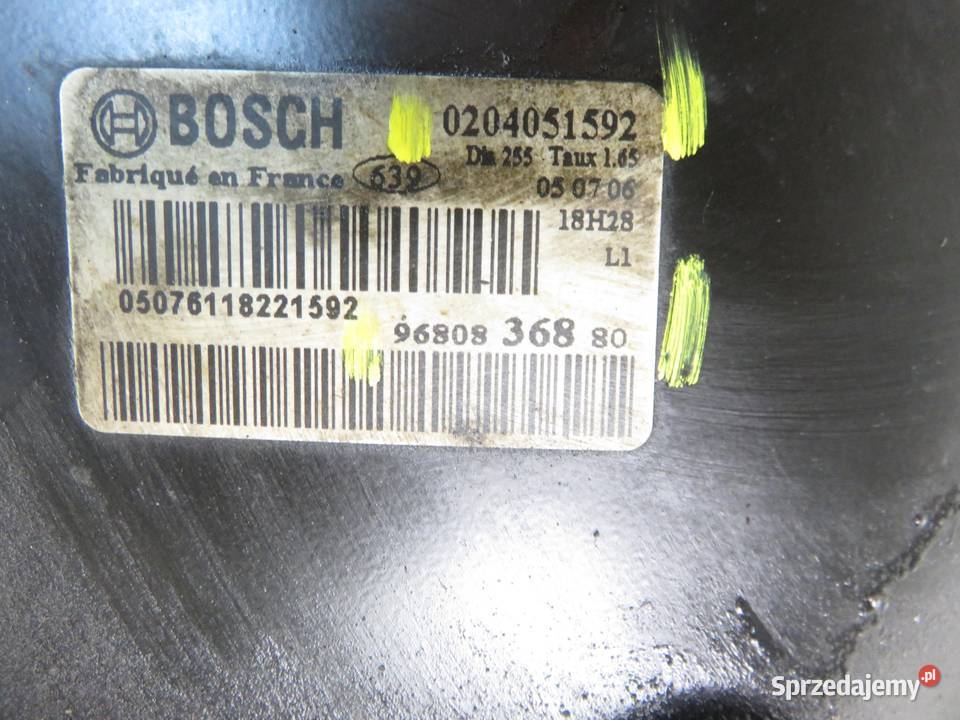 BOSCH 0204051592
Dia 255 Taux 1.65
Fabriqué en France 639 05 07 06
18H28
L1
05076118221592
96808 368 80
Sprzedajemy.pl